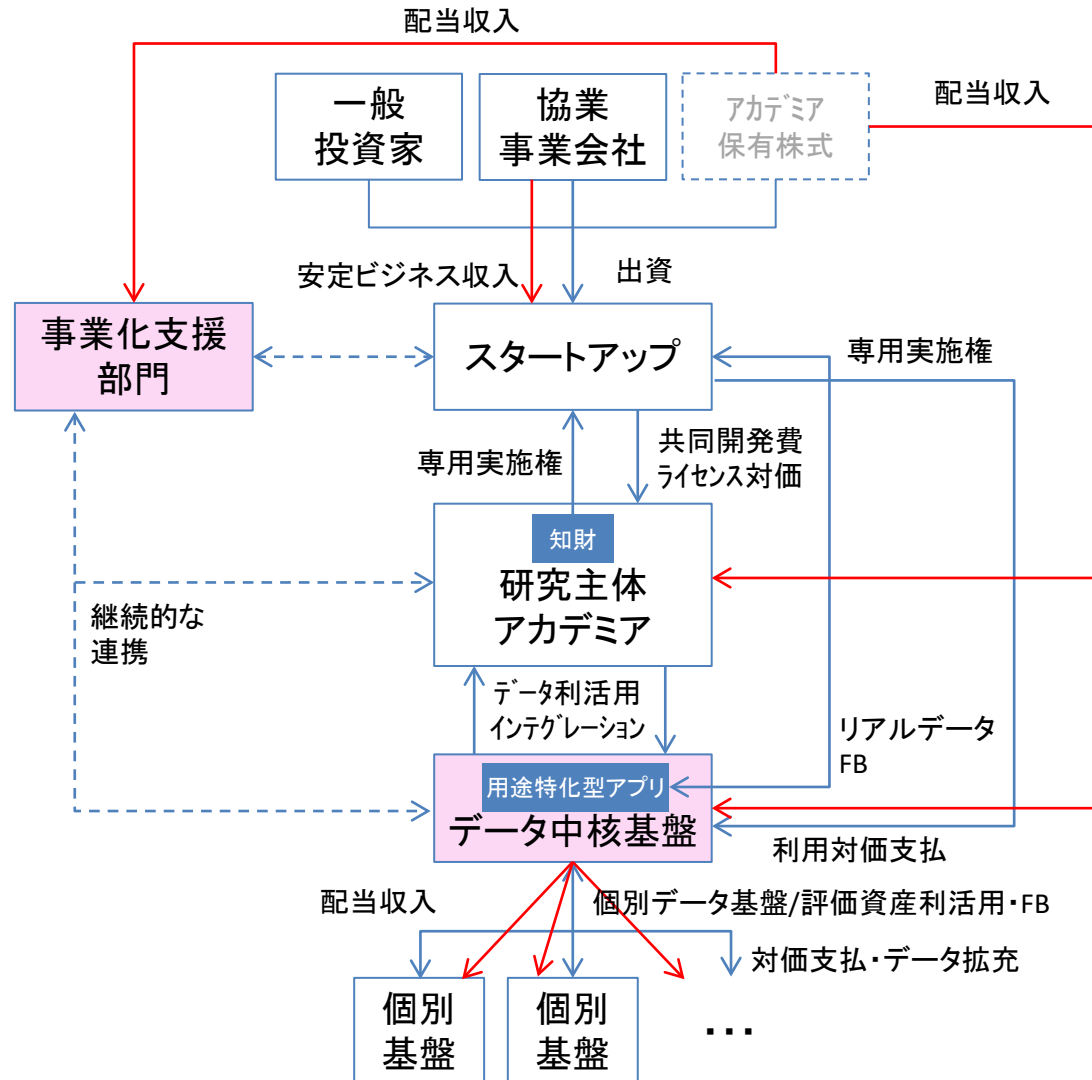 配当収入
一般
投資家
協業
事業会社
ｱｶﾃﾞﾐｱ
保有株式
配当収入
安定ビジネス収入
出資
事業化支援
部門
スタートアップ
専用実施権
専用実施権
共同開発費
ﾗｲｾﾝｽ対価
知財
研究主体
アカデミア
継続的な
連携
ﾃﾞｰﾀ利活用
ｲﾝﾃｸﾞﾚｰｼｮﾝ
リアルデータ
FB
用途特化型アプリ
データ中核基盤
利用対価支払
配当収入
個別データ基盤/評価資産利活用・FB
対価支払・データ拡充
個別
基盤
個別
基盤
...